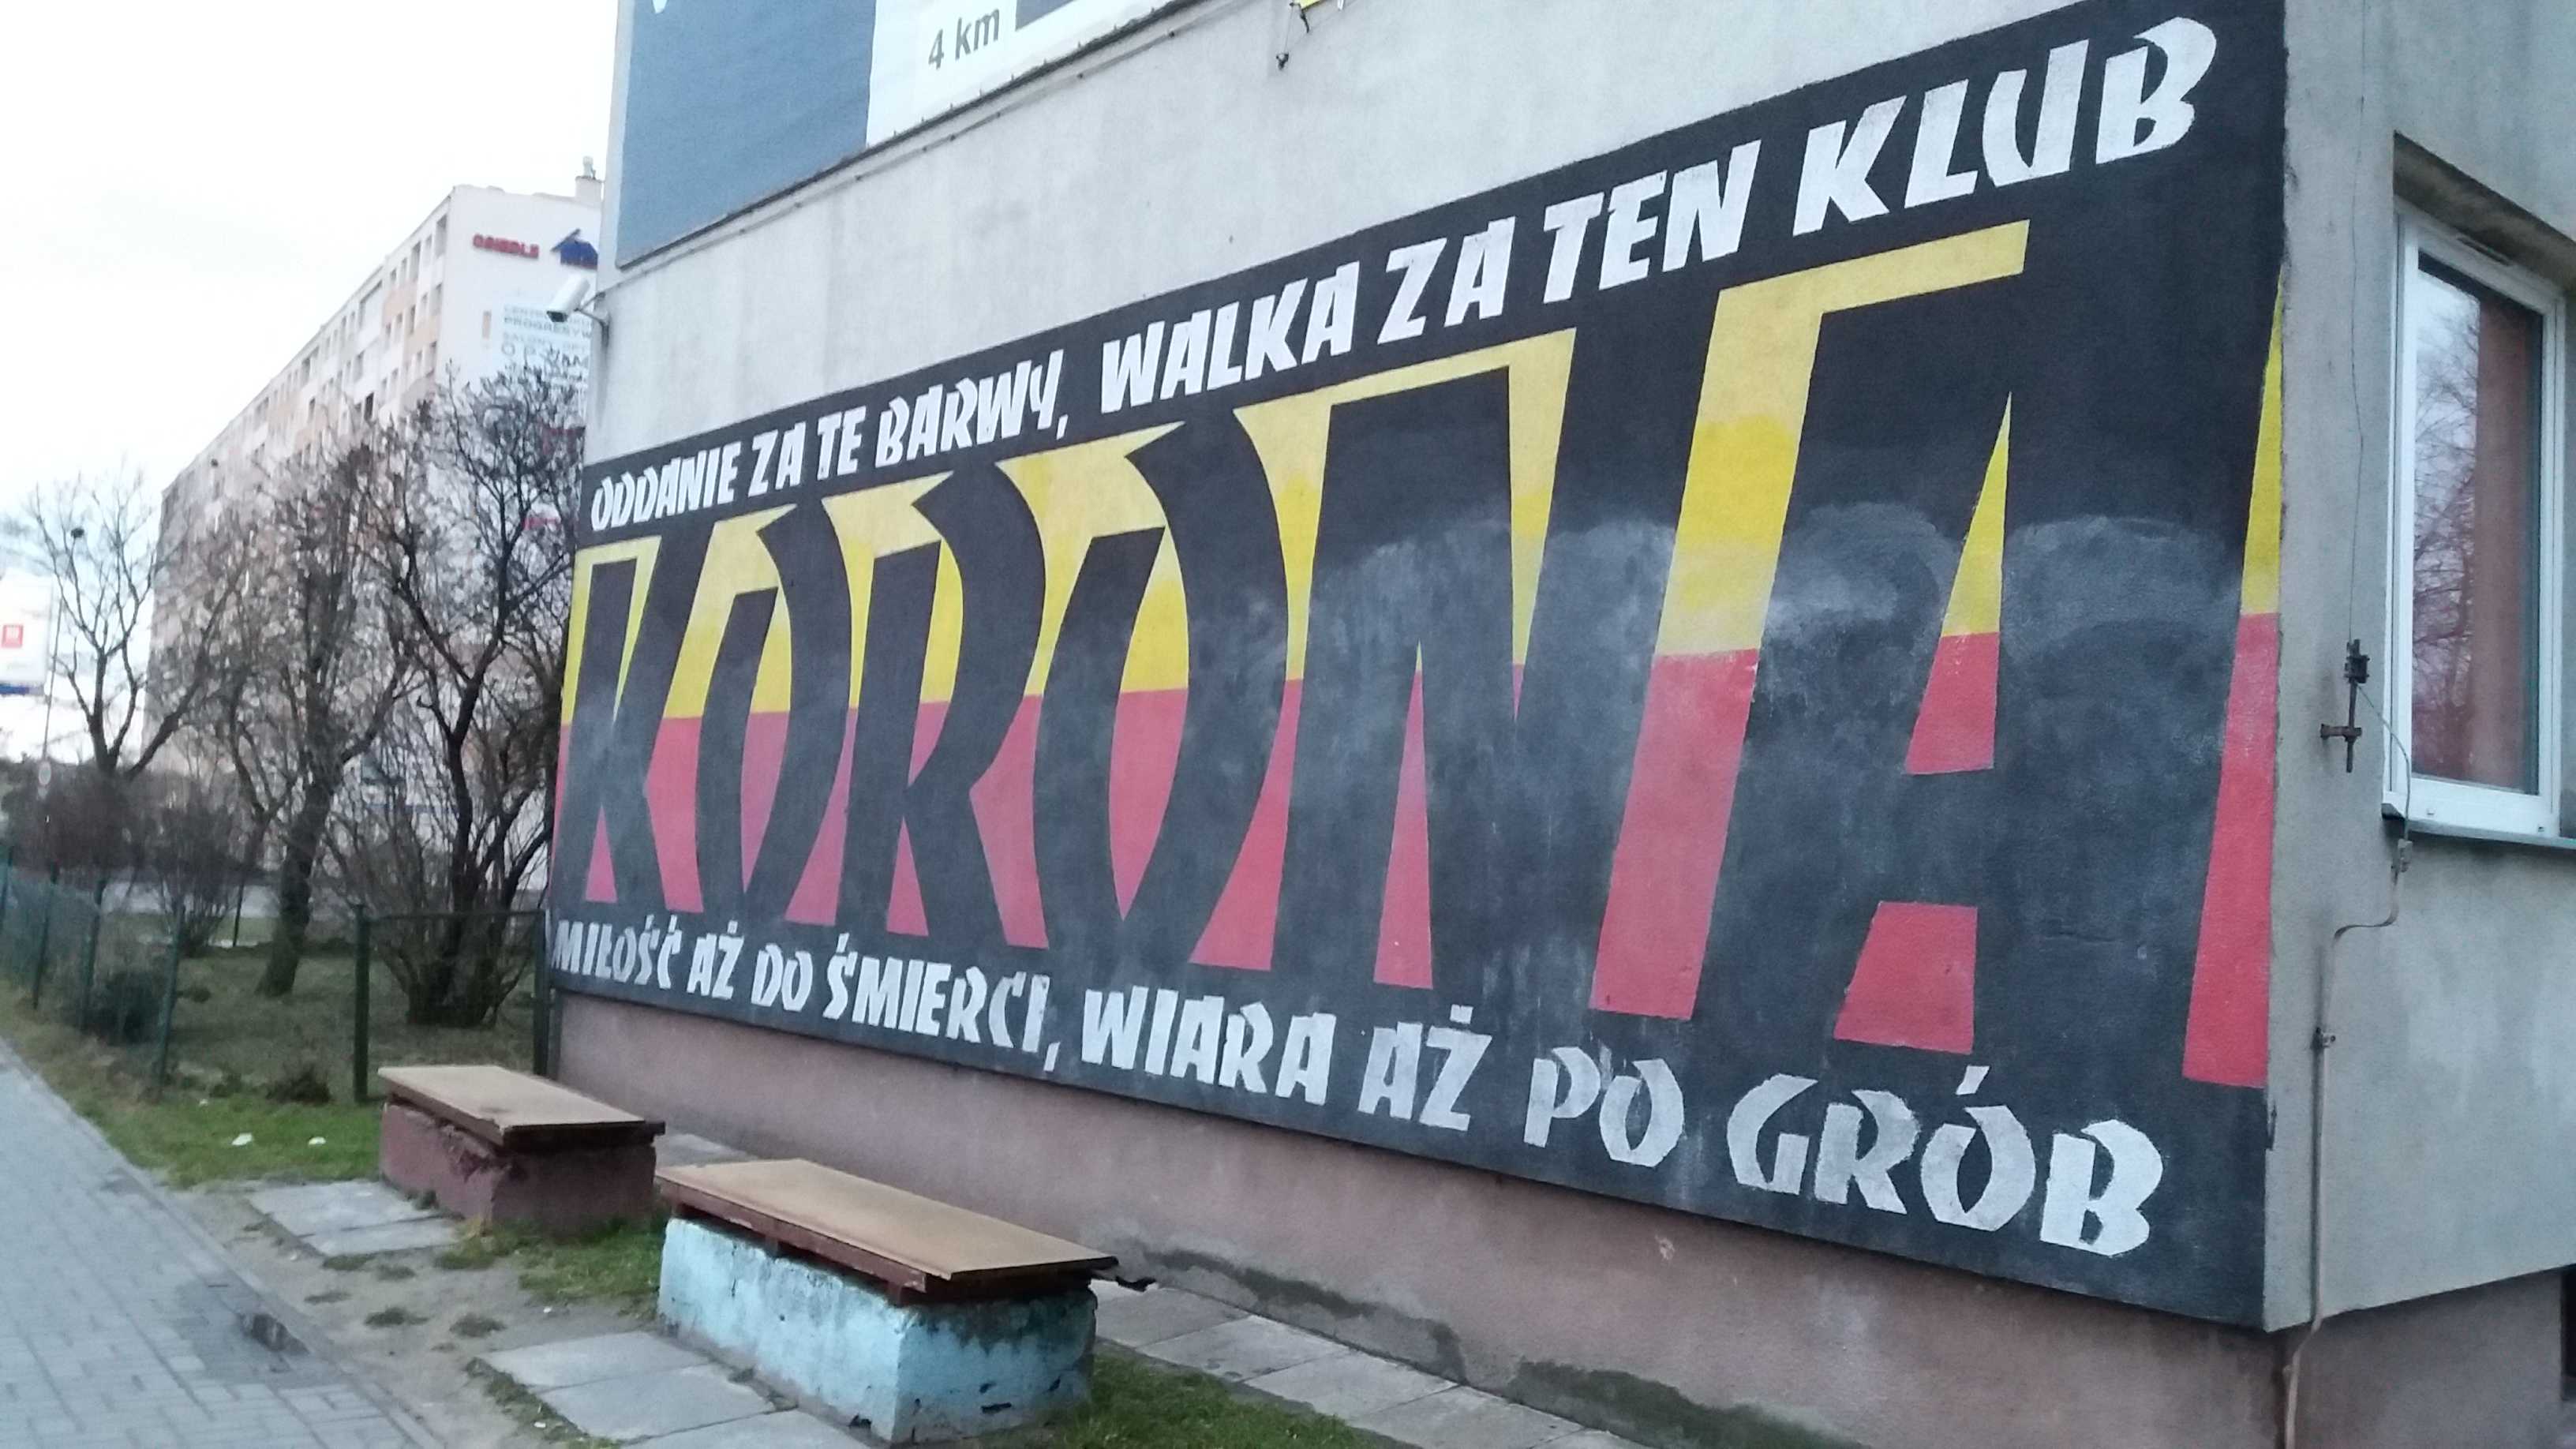 4 km
OSIEDLE
ODDANIE ZA TE BARWY, WALKA ZA TEN KLUB
KORONA
MIŁOŚĆ AŻ DO ŚMIERCI, WIARA AŻ PO GRÓB